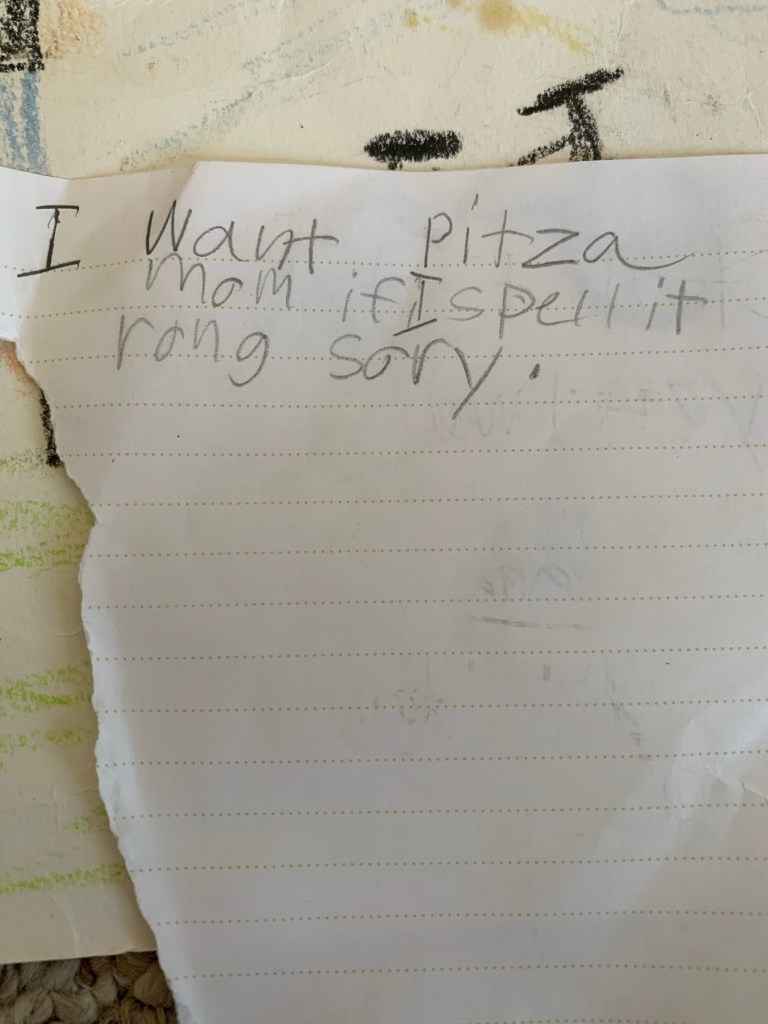 I want pitza
mom if I spell it
rong sory.